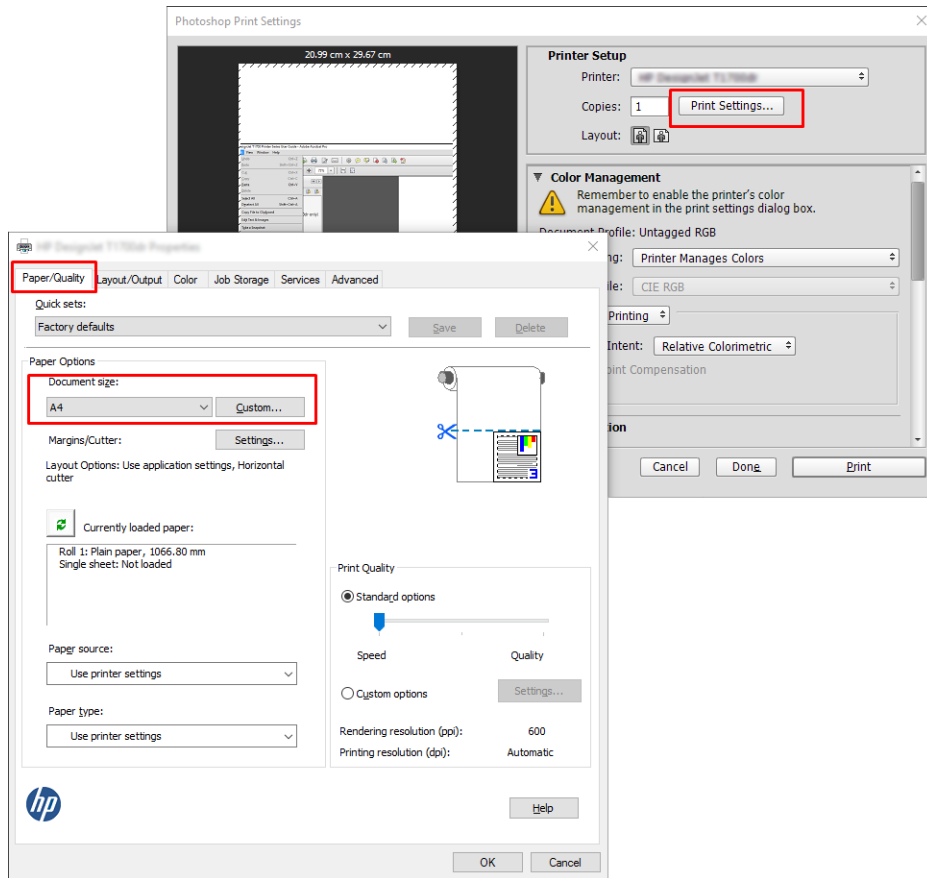 Photoshop Print Settings
20.99 cm x 29.67 cm
Printer Setup
Printer:
Copies: 1 Print Settings...
Layout:
Color Management
Remember to enable the printer's color
management in the print settings dialog box.
Document Profile: Untagged RGB
ng: Printer Manages Colors
ile: CIE RGB
Printing
Intent: Relative Colorimetric
oint Compensation
ion
Cancel Done Print
Paper/Quality Layout/Output Color Job Storage Services Advanced
Quick sets:
Factory defaults Save Delete
Paper Options
Document size:
A4 Custom...
Margins/Cutter: Settings...
Layout Options: Use application settings, Horizontal
cutter
Currently loaded paper:
Roll 1: Plain paper, 1066.80 mm
Single sheet: Not loaded
Paper source:
Use printer settings
Paper type:
Use printer settings
Print Quality
Standard options
Speed Quality
Custom options Settings...
Rendering resolution (ppi): 600
Printing resolution (dpi): Automatic
hp
Help
OK Cancel